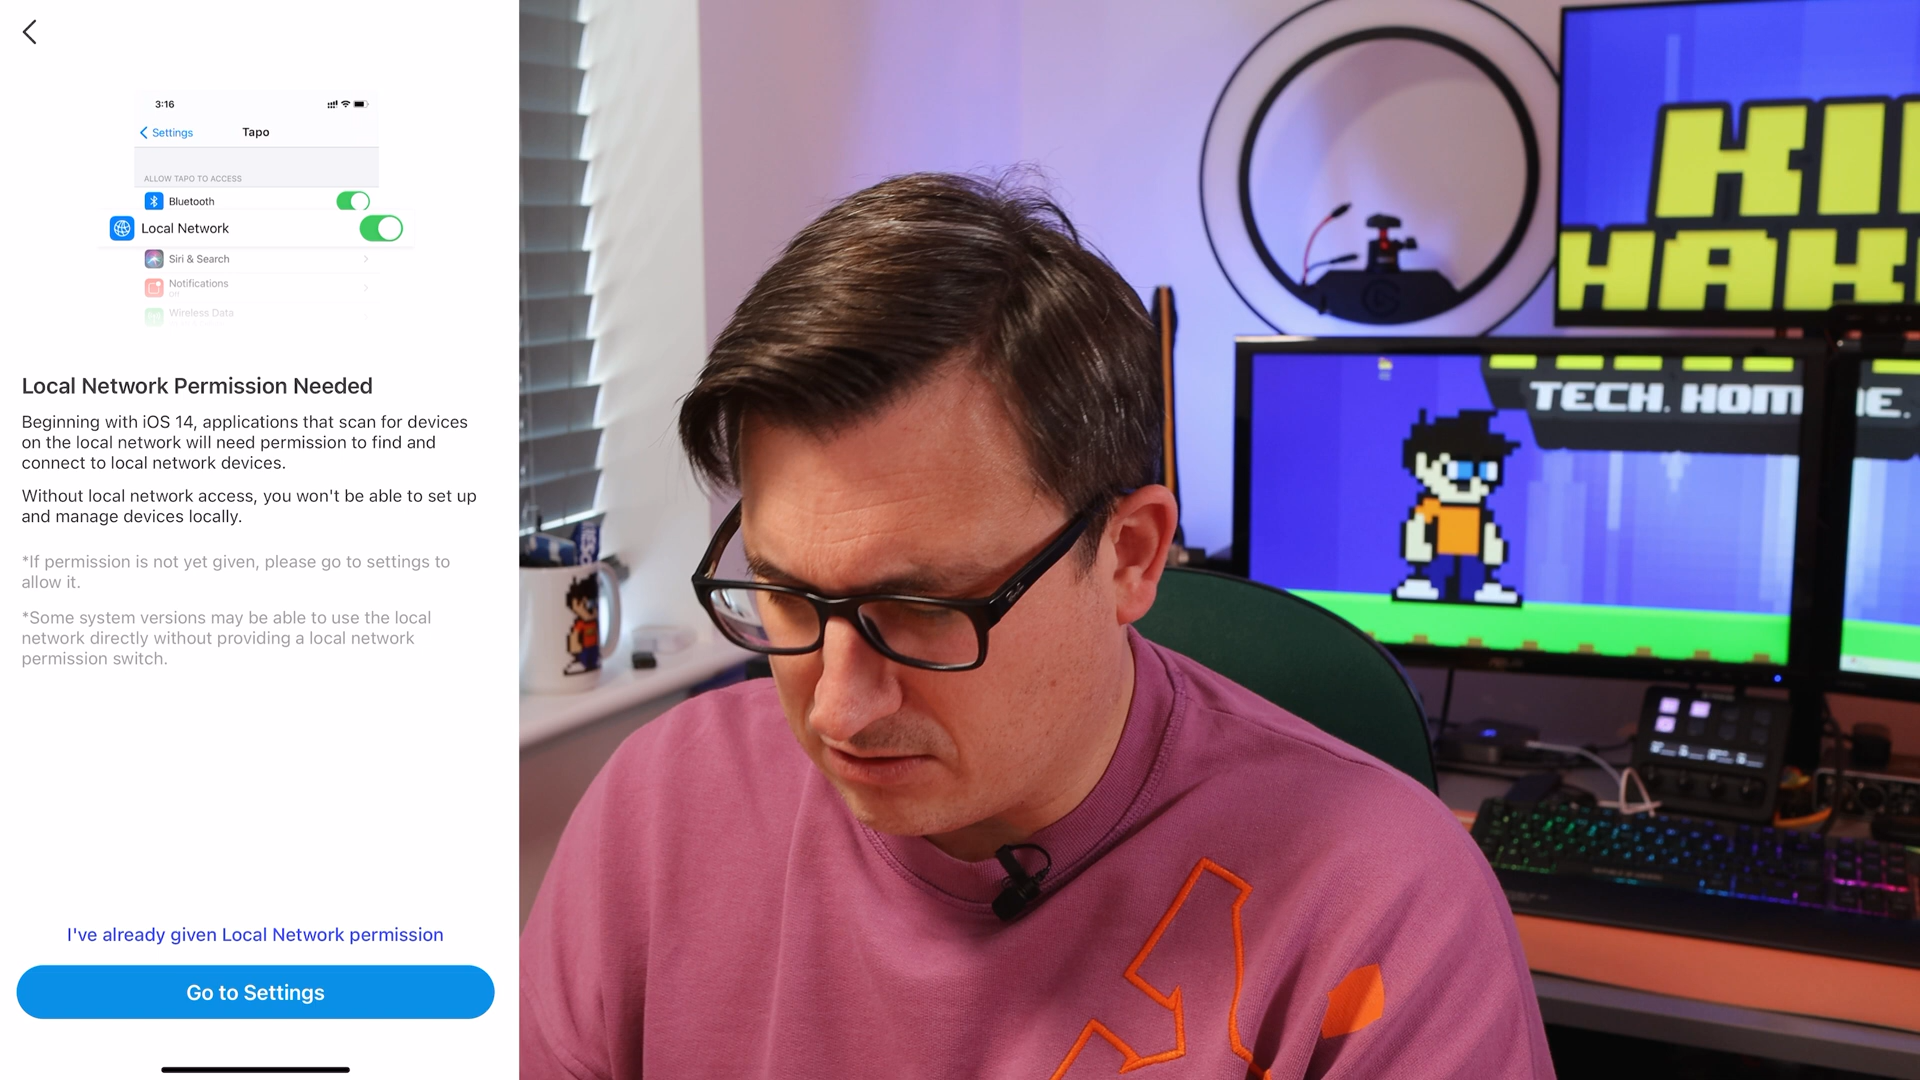 3:16
Settings
Tapo
ALLOW TAPO TO ACCESS
Bluetooth
Local Network
Siri & Search
Notifications
Off
Wireless Data
Local Network Permission Needed
Beginning with iOS 14, applications that scan for devices
on the local network will need permission to find and
connect to local network devices.
Without local network access, you won't be able to set up
and manage devices locally.
*If permission is not yet given, please go to settings to
allow it.
*Some system versions may be able to use the local
network directly without providing a local network
permission switch.
I've already given Local Network permission
Go to Settings
KI
HAK
TECH. HOM
ME.